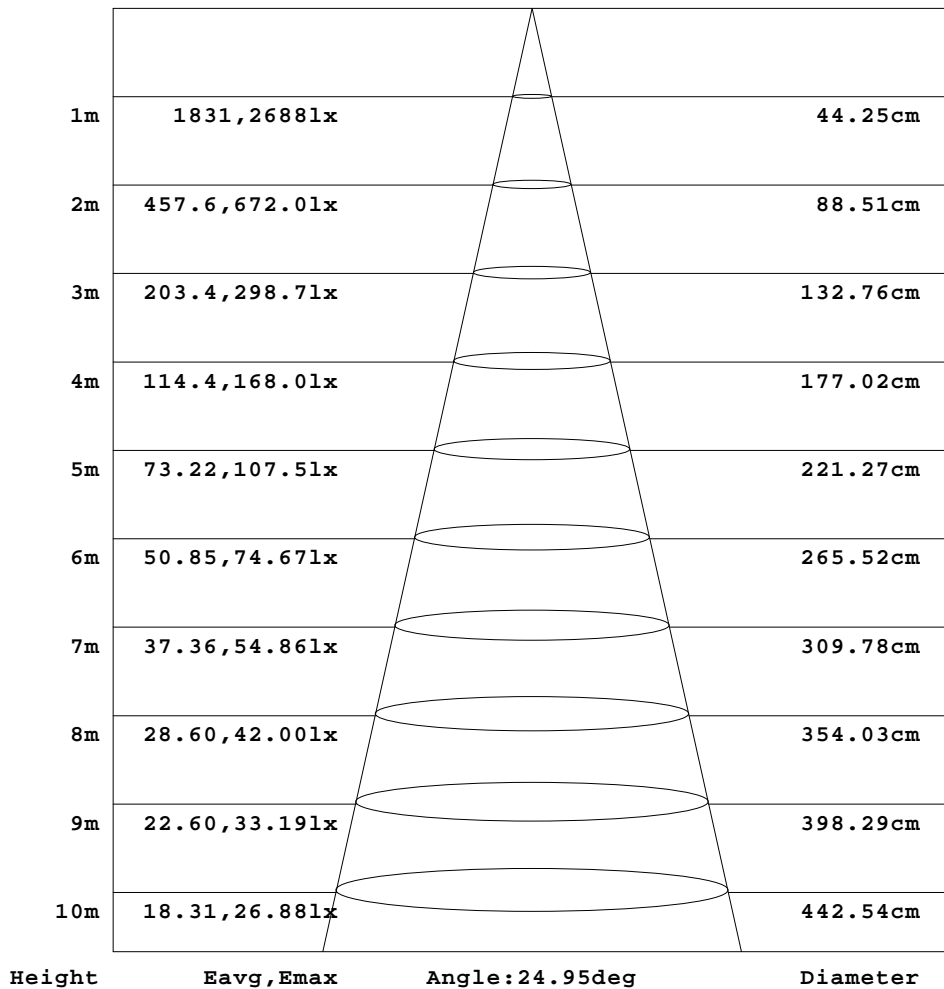 1m 1831,2688lx 44.25cm
2m 457.6,672.0lx 88.51cm
3m 203.4,298.7lx 132.76cm
4m 114.4,168.0lx 177.02cm
5m 73.22,107.5lx 221.27cm
6m 50.85,74.67lx 265.52cm
7m 37.36,54.86lx 309.78cm
8m 28.60,42.00lx 354.03cm
9m 22.60,33.19lx 398.29cm
10m 18.31,26.88lx 442.54cm
Height Eavg,Emax Angle:24.95deg Diameter